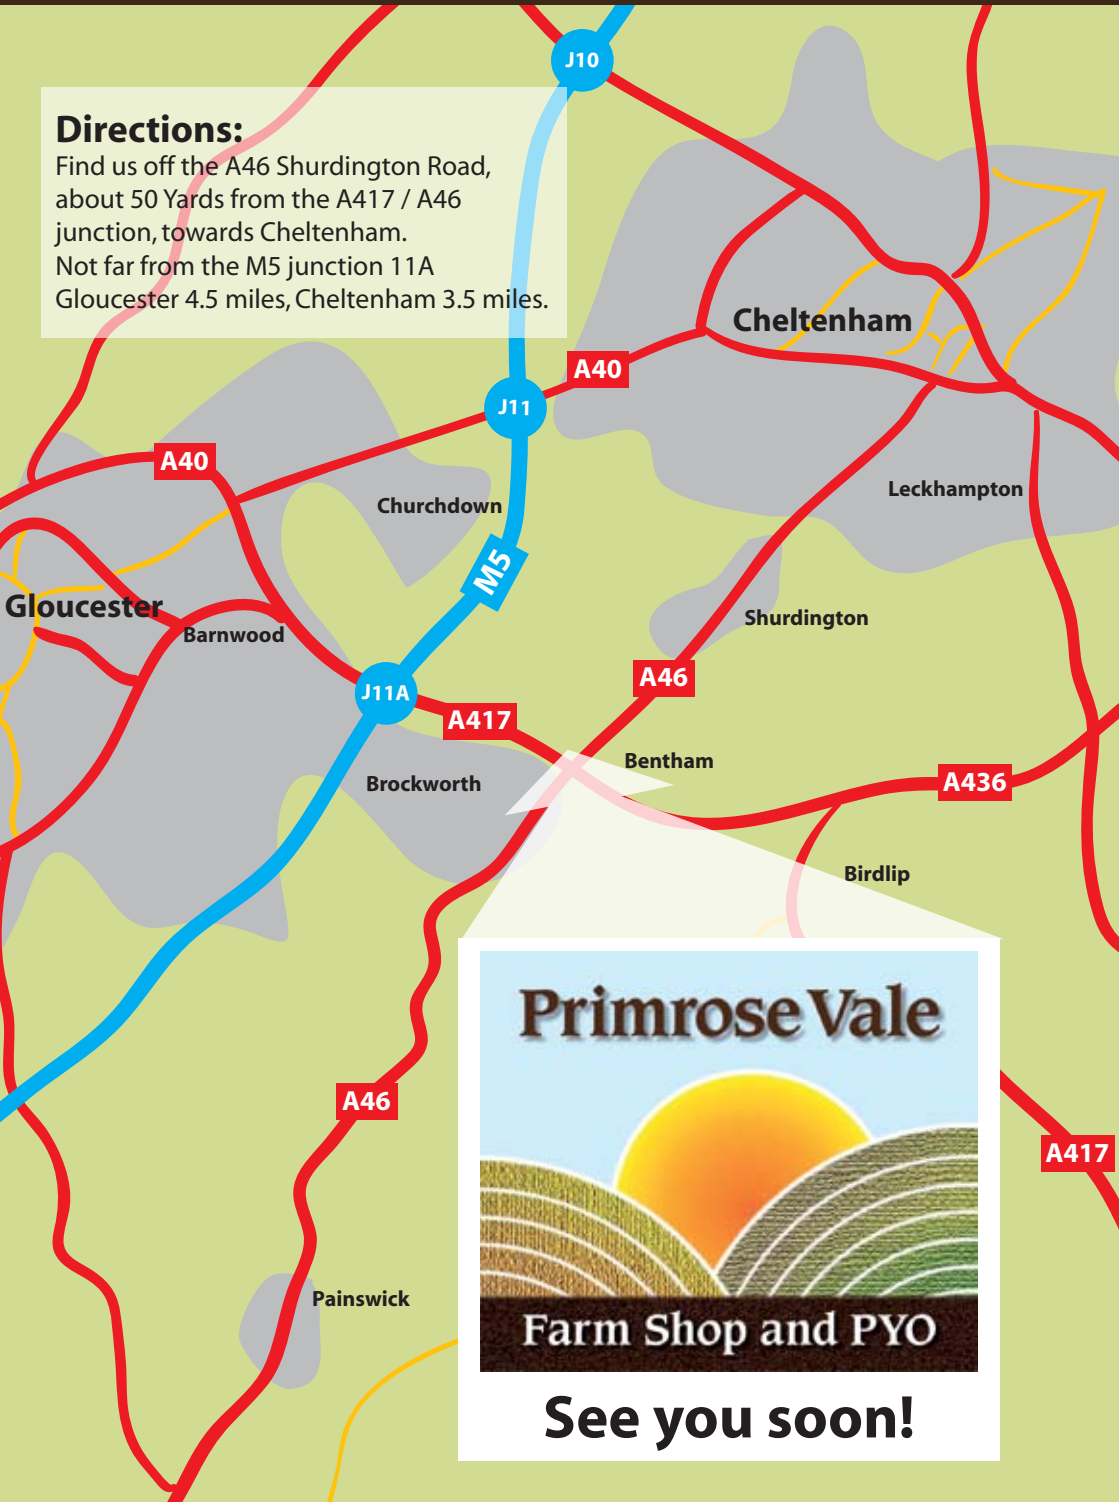 J10
Directions:
Find us off the A46 Shurdington Road,
about 50 Yards from the A417 / A46
junction, towards Cheltenham.
Not far from the M5 junction 11A
Gloucester 4.5 miles, Cheltenham 3.5 miles.
Cheltenham
A40
J11
A40
Leckhampton
Churchdown
M5
Gloucester
Shurdington
Barnwood
A46
J11A
A417
Bentham
Brockworth
A436
Birdlip
Primrose Vale
A46
A417
Painswick
Farm Shop and PYO
See you soon!